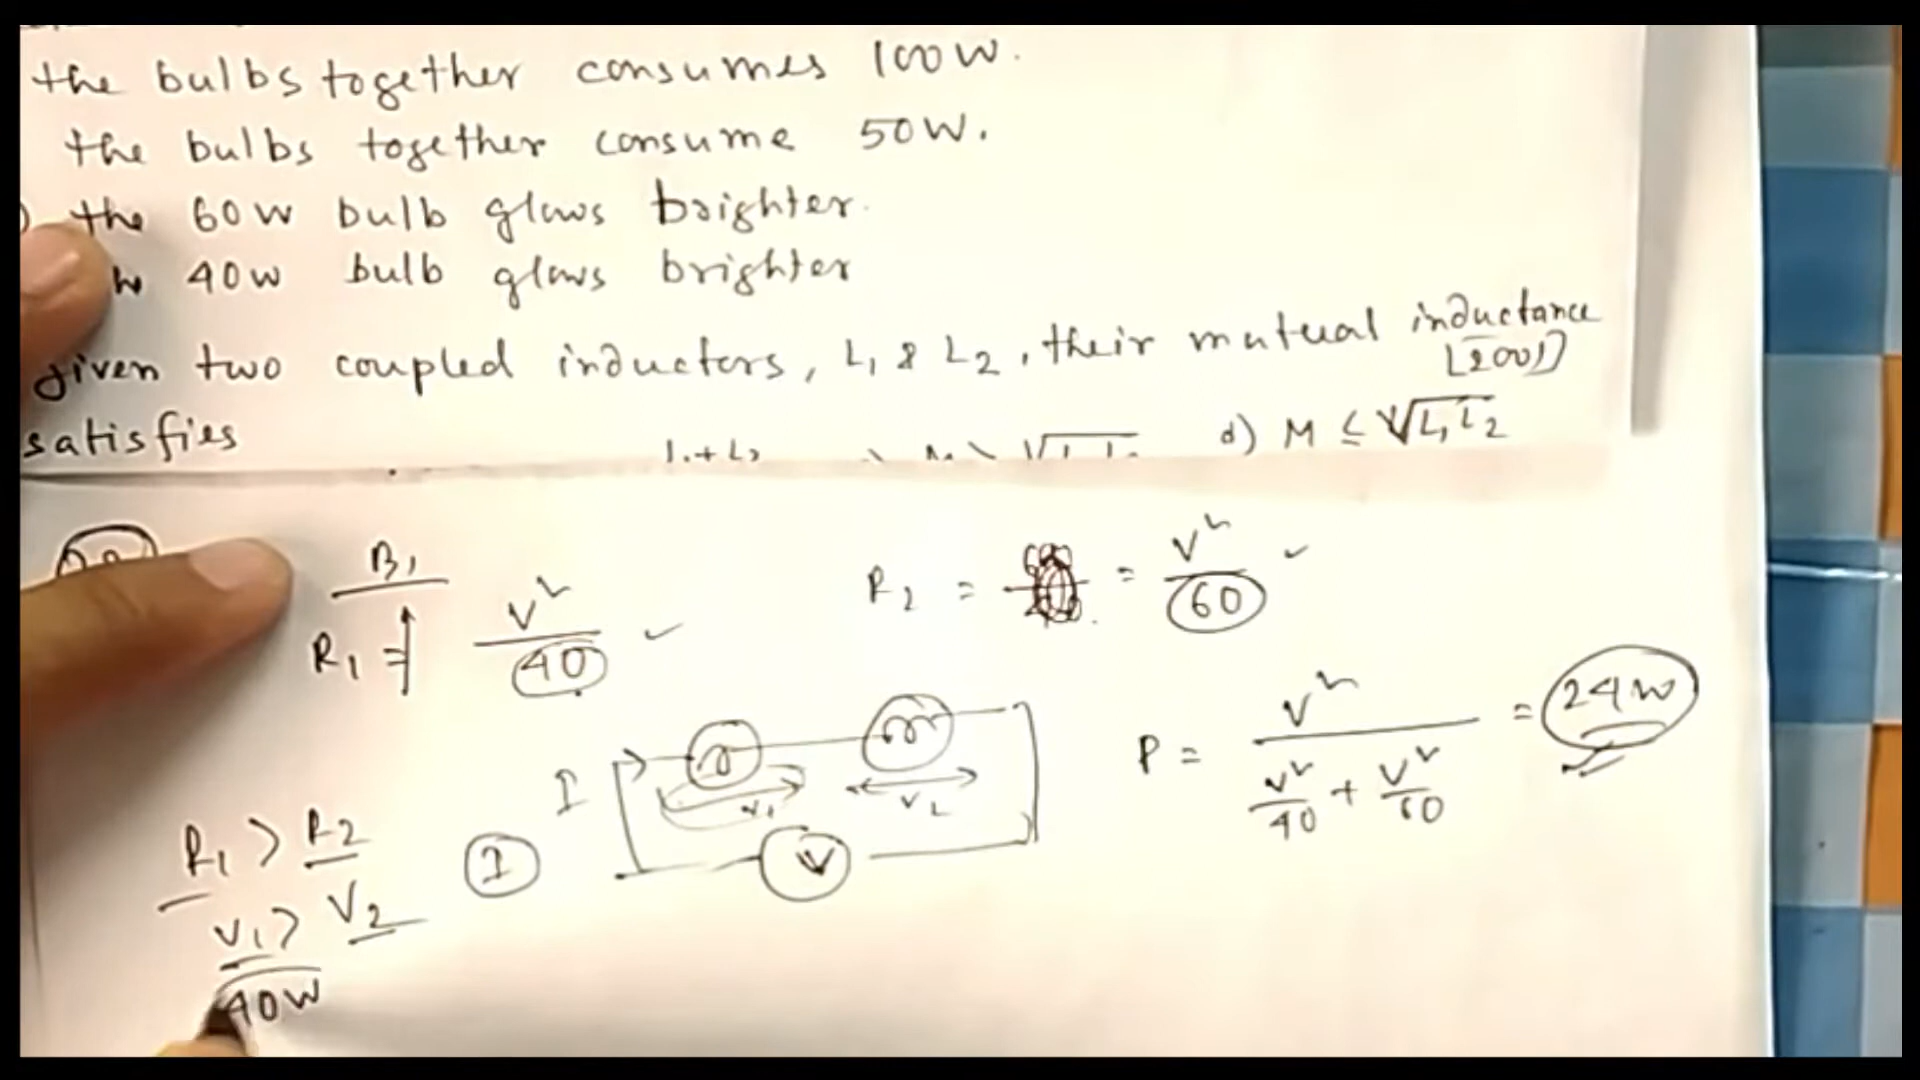 the bulbs together consumes 100W.
the bulbs together consume 50W.
the 60W bulb glows brighter.
40W bulb glows brighter
given two coupled inductors, L₁ & L₂, their mutual inductance
[2001]
satisfies
L₁+L₂
d) M ≤ √L₁L₂
B₁
R₁ = V²/40 ✓
R₂ = = V²/60 ✓
I
V₁
V₂
V
P = V²/(V²/40 + V²/60) = 24W
R₁ > R₂
I
V₁ > V₂
40W